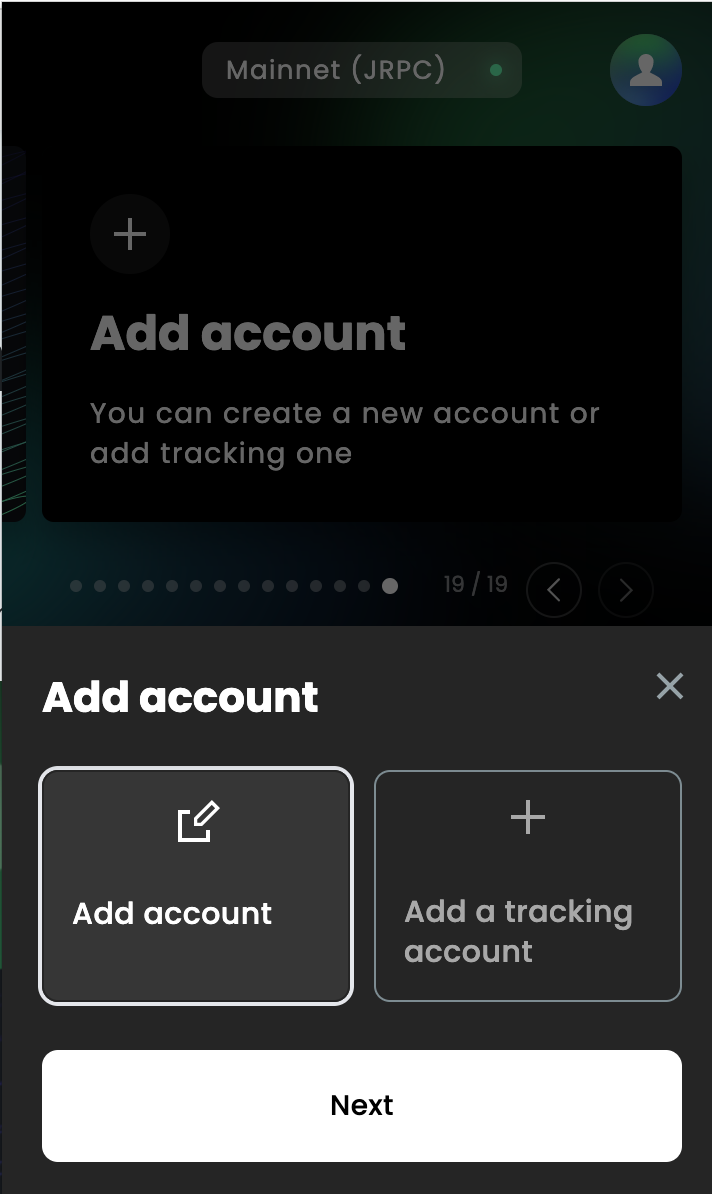 Mainnet (JRPC)
Add account
You can create a new account or
add tracking one
19 / 19
Add account
Add account
Add a tracking
account
Next